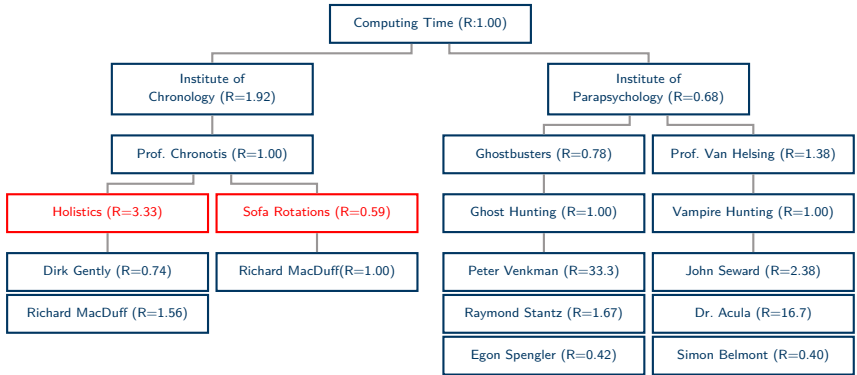 Computing Time (R:1.00)
Institute of
Chronology (R=1.92)
Institute of
Parapsychology (R=0.68)
Prof. Chronotis (R=1.00)
Ghostbusters (R=0.78)
Prof. Van Helsing (R=1.38)
Holistics (R=3.33)
Sofa Rotations (R=0.59)
Ghost Hunting (R=1.00)
Vampire Hunting (R=1.00)
Dirk Gently (R=0.74)
Richard MacDuff(R=1.00)
Peter Venkman (R=33.3)
John Seward (R=2.38)
Richard MacDuff (R=1.56)
Raymond Stantz (R=1.67)
Dr. Acula (R=16.7)
Egon Spengler (R=0.42)
Simon Belmont (R=0.40)